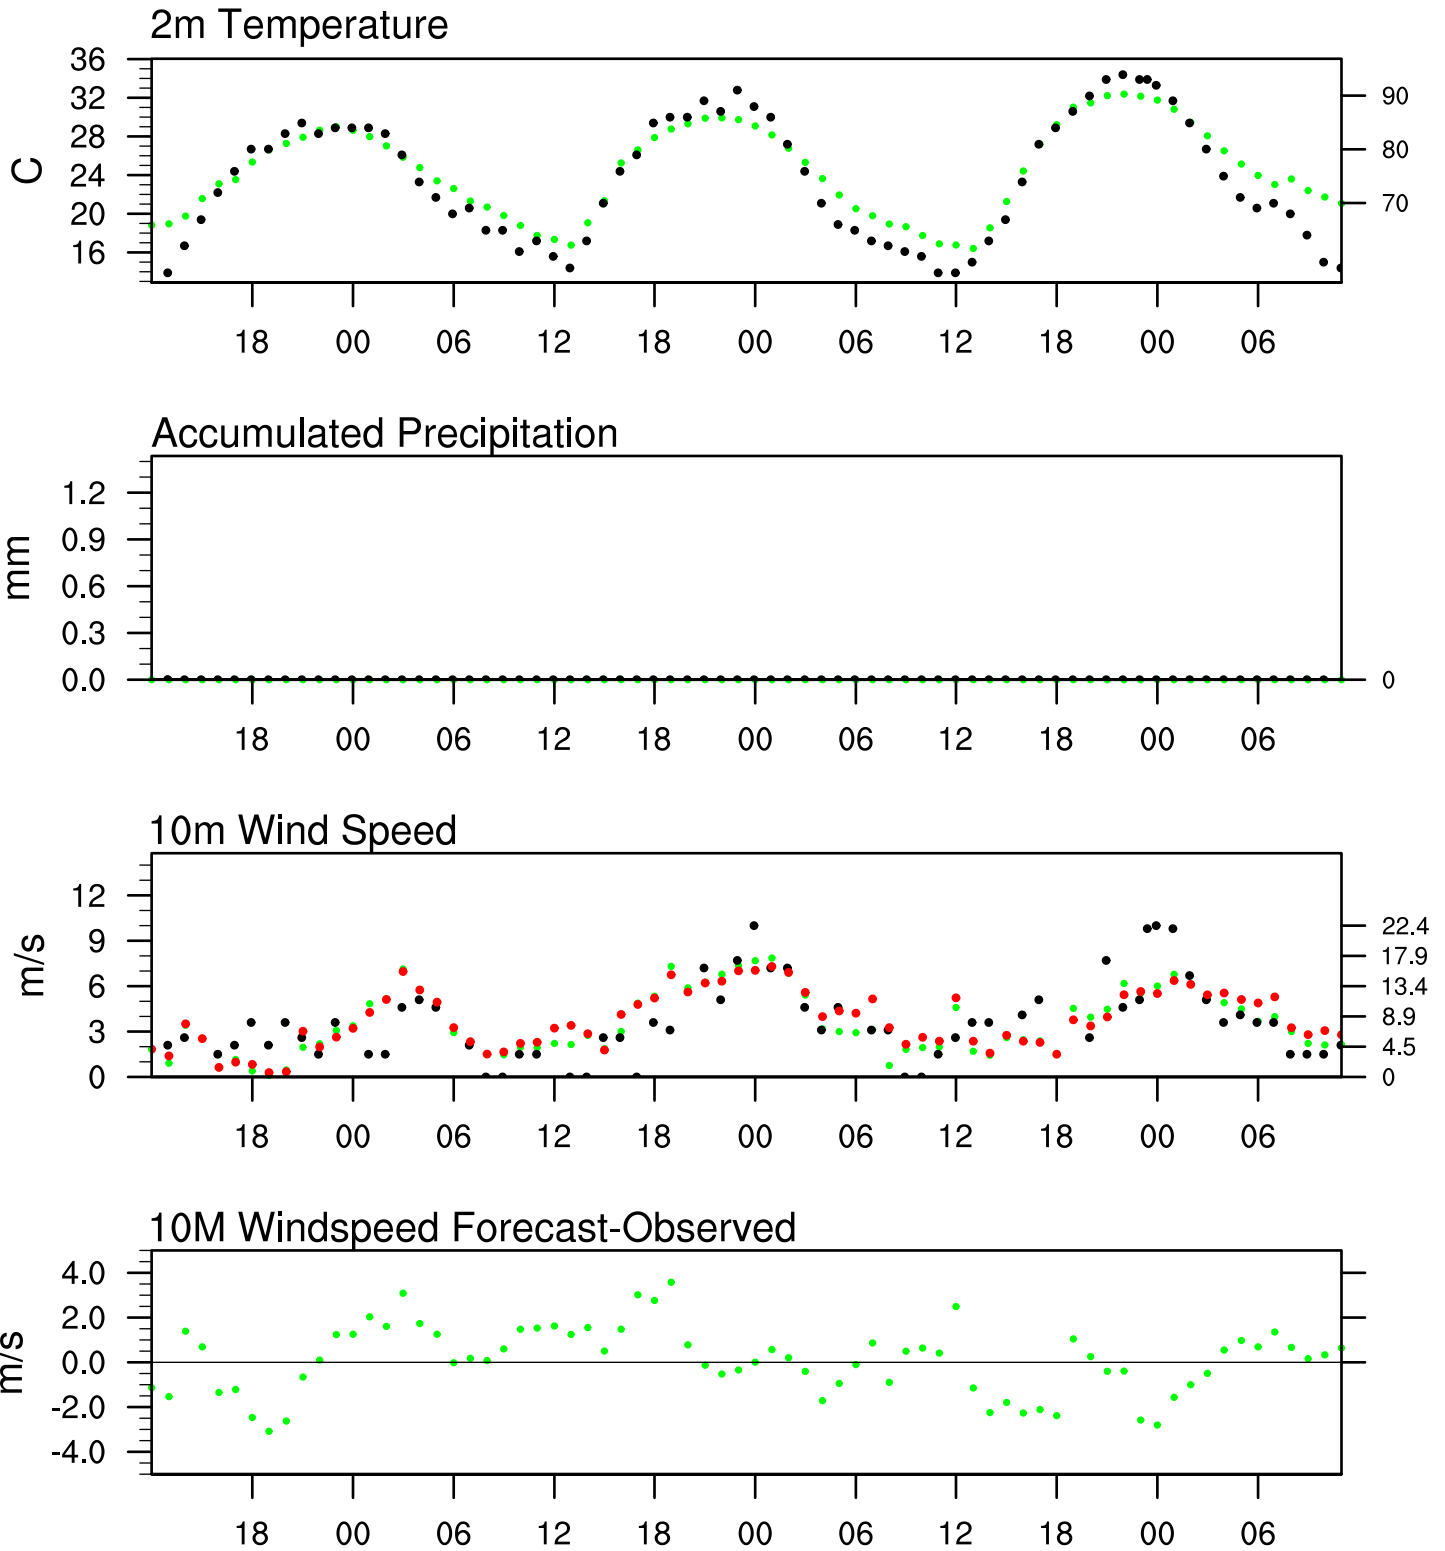 2m Temperature
36
32
28
24
20
16
C
90
80
70
18 00 06 12 18 00 06 12 18 00 06
Accumulated Precipitation
1.2
0.9
0.6
0.3
0.0
mm
0
18 00 06 12 18 00 06 12 18 00 06
10m Wind Speed
12
9
6
3
0
m/s
22.4
17.9
13.4
8.9
4.5
0
18 00 06 12 18 00 06 12 18 00 06
10M Windspeed Forecast-Observed
4.0
2.0
0.0
-2.0
-4.0
m/s
18 00 06 12 18 00 06 12 18 00 06